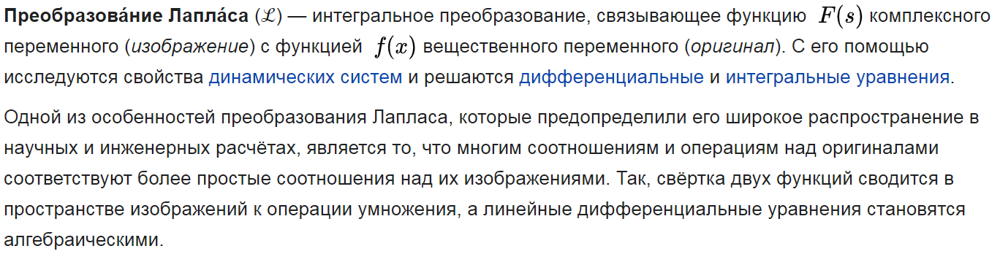 Преобразова́ние Лапла́са (ℒ) — интегральное преобразование, связывающее функцию F(s) комплексного
переменного (изображение) с функцией f(x) вещественного переменного (оригинал). С его помощью
исследуются свойства динамических систем и решаются дифференциальные и интегральные уравнения.
Одной из особенностей преобразования Лапласа, которые предопределили его широкое распространение в
научных и инженерных расчётах, является то, что многим соотношениям и операциям над оригиналами
соответствуют более простые соотношения над их изображениями. Так, свёртка двух функций сводится в
пространстве изображений к операции умножения, а линейные дифференциальные уравнения становятся
алгебраическими.